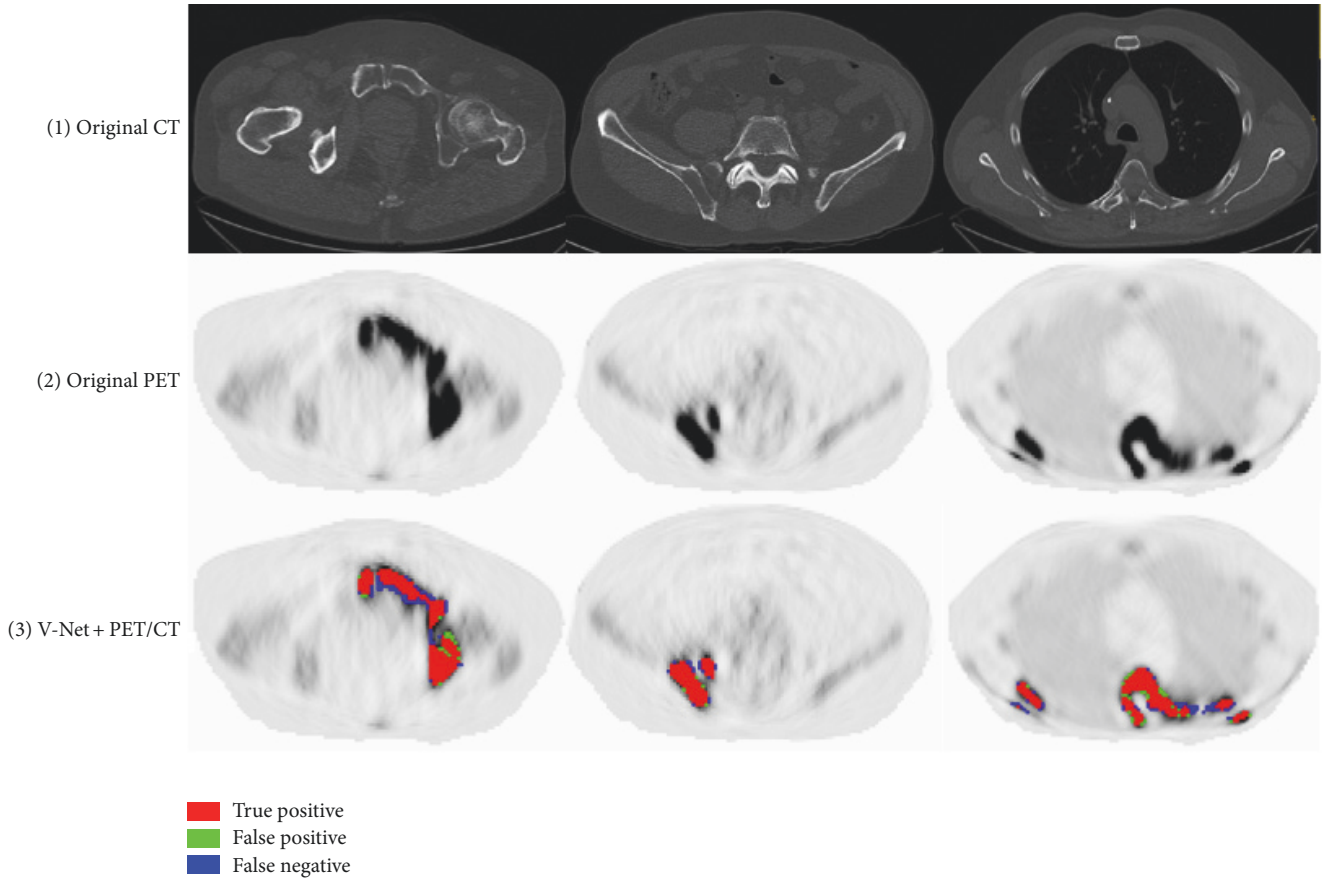 (1) Original CT
(2) Original PET
(3) V-Net + PET/CT
True positive
False positive
False negative